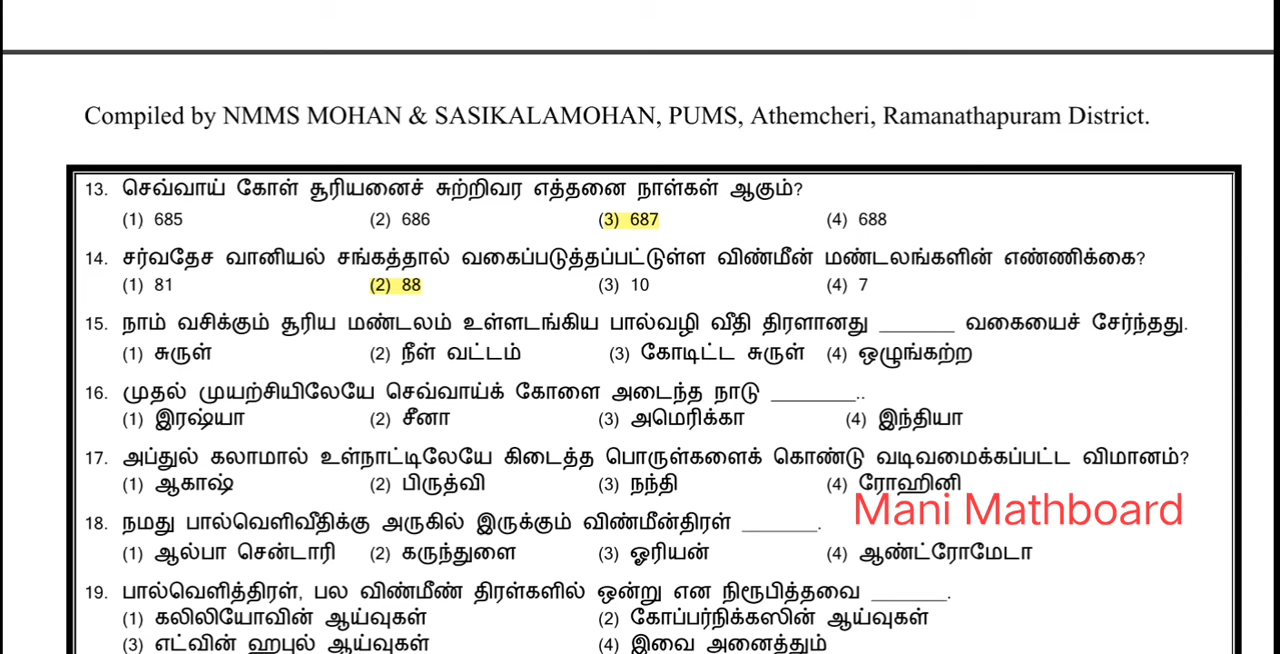 Compiled by NMMS MOHAN & SASIKALAMOHAN, PUMS, Athemcheri, Ramanathapuram District.
13. செவ்வாய் கோள் சூரியனைச் சுற்றிவர எத்தனை நாள்கள் ஆகும்?
(1) 685 (2) 686 (3) 687 (4) 688
14. சர்வதேச வானியல் சங்கத்தால் வகைப்படுத்தப்பட்டுள்ள விண்மீன் மண்டலங்களின் எண்ணிக்கை?
(1) 81 (2) 88 (3) 10 (4) 7
15. நாம் வசிக்கும் சூரிய மண்டலம் உள்ளடங்கிய பால்வழி வீதி திரளானது _______ வகையைச் சேர்ந்தது.
(1) சுருள் (2) நீள் வட்டம் (3) கோடிட்ட சுருள் (4) ஒழுங்கற்ற
16. முதல் முயற்சியிலேயே செவ்வாய்க் கோளை அடைந்த நாடு ________..
(1) இரஷ்யா (2) சீனா (3) அமெரிக்கா (4) இந்தியா
17. அப்துல் கலாமால் உள்நாட்டிலேயே கிடைத்த பொருள்களைக் கொண்டு வடிவமைக்கப்பட்ட விமானம்?
(1) ஆகாஷ் (2) பிருத்வி (3) நந்தி (4) ரோஹினி
Mani Mathboard
18. நமது பால்வெளிவீதிக்கு அருகில் இருக்கும் விண்மீன்திரள் _______.
(1) ஆல்பா சென்டாரி (2) கருந்துளை (3) ஓரியன் (4) ஆண்ட்ரோமேடா
19. பால்வெளித்திரள், பல விண்மீண் திரள்களில் ஒன்று என நிரூபித்தவை _______.
(1) கலிலியோவின் ஆய்வுகள் (2) கோப்பர்நிக்கஸின் ஆய்வுகள்
(3) எட்வின் ஹபுல் ஆய்வுகள் (4) இவை அனைத்தும்